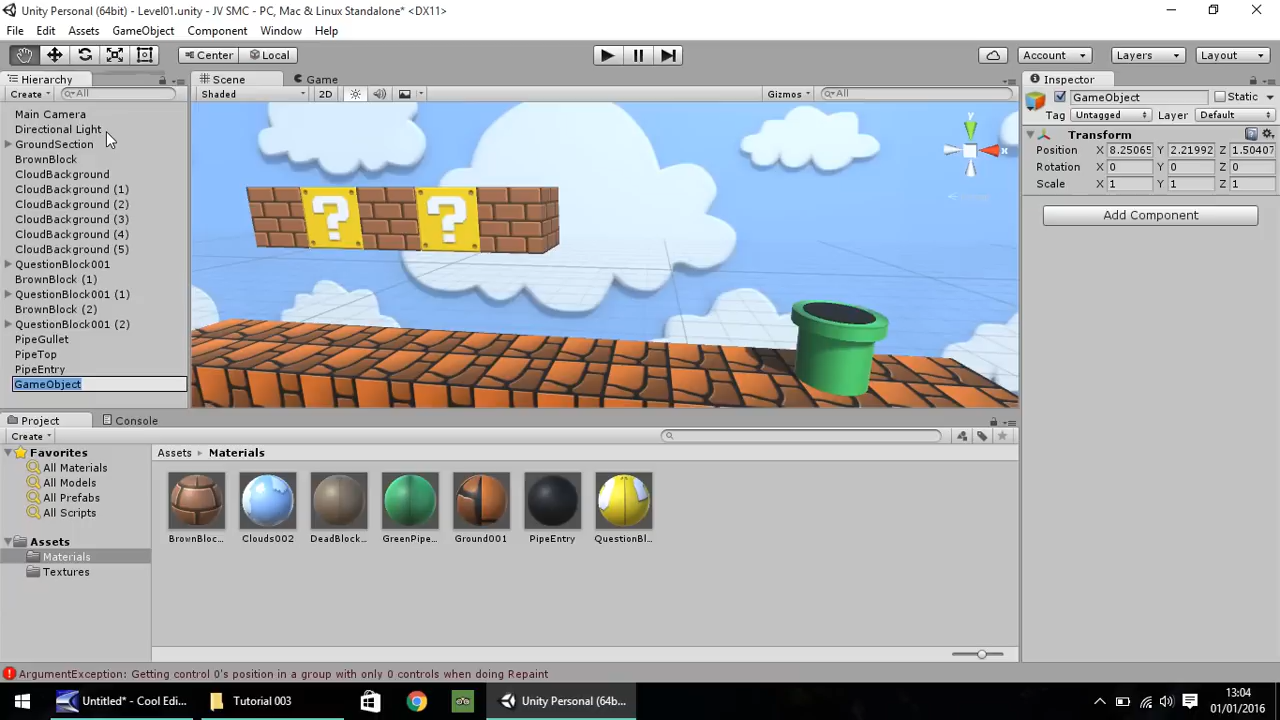 Unity Personal (64bit) - Level01.unity - JV SMC - PC, Mac & Linux Standalone* <DX11>
File Edit Assets GameObject Component Window Help
Center Local Account Layers Layout
Hierarchy Scene Game Inspector
Create All Shaded 2D Gizmos All GameObject Static
Tag Untagged Layer Default
Main Camera
Directional Light
GroundSection
BrownBlock
CloudBackground
CloudBackground (1)
CloudBackground (2)
CloudBackground (3)
CloudBackground (4)
CloudBackground (5)
QuestionBlock001
BrownBlock (1)
QuestionBlock001 (1)
BrownBlock (2)
QuestionBlock001 (2)
PipeGullet
PipeTop
PipeEntry
GameObject
? ?
y
x
Transform
Position X 8.25065 Y 2.21992 Z 1.50407
Rotation X 0 Y 0 Z 0
Scale X 1 Y 1 Z 1
Add Component
Project Console
Create
Favorites
All Materials
All Models
All Prefabs
All Scripts
Assets
Materials
Textures
Assets Materials
BrownBloc... Clouds002 DeadBlock... GreenPipe... Ground001 PipeEntry QuestionBl...
ArgumentException: Getting control 0's position in a group with only 0 controls when doing Repaint
Untitled* - Cool Edi... Tutorial 003 Unity Personal (64b... 13:04
01/01/2016